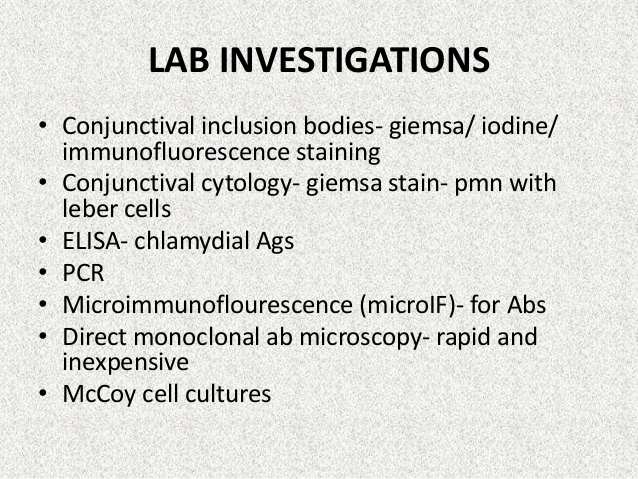 LAB INVESTIGATIONS
• Conjunctival inclusion bodies- giemsa/ iodine/
immunofluorescence staining
• Conjunctival cytology- giemsa stain- pmn with
leber cells
• ELISA- chlamydial Ags
• PCR
• Microimmunoflourescence (microIF)- for Abs
• Direct monoclonal ab microscopy- rapid and
inexpensive
• McCoy cell cultures